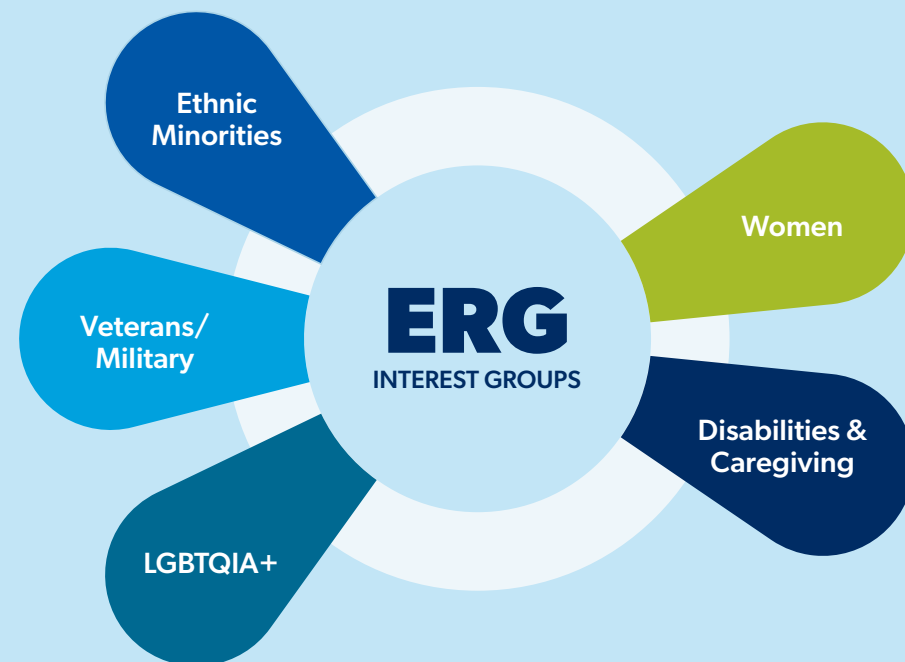 Ethnic
Minorities
Women
Veterans/
Military
ERG
INTEREST GROUPS
Disabilities &
Caregiving
LGBTQIA+